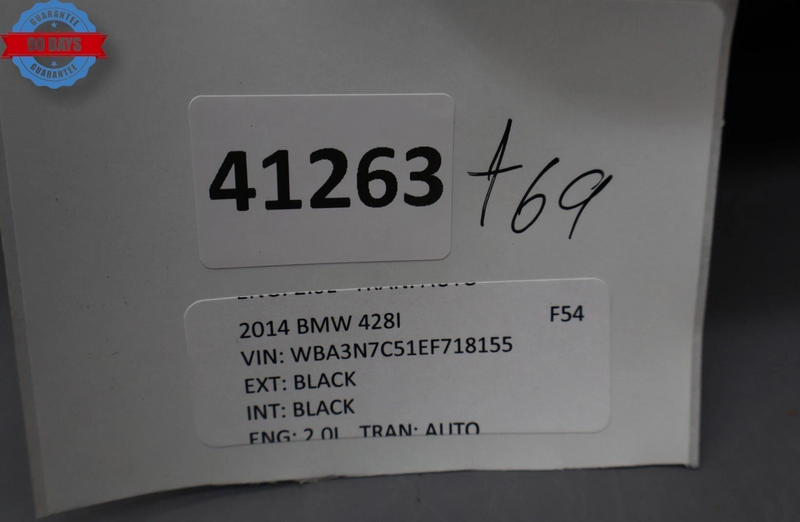 GUARANTEE
60 DAYS
GUARANTEE
41263
A69
2014 BMW 428I F54
VIN: WBA3N7C51EF718155
EXT: BLACK
INT: BLACK
ENG: 2.0L TRAN: AUTO